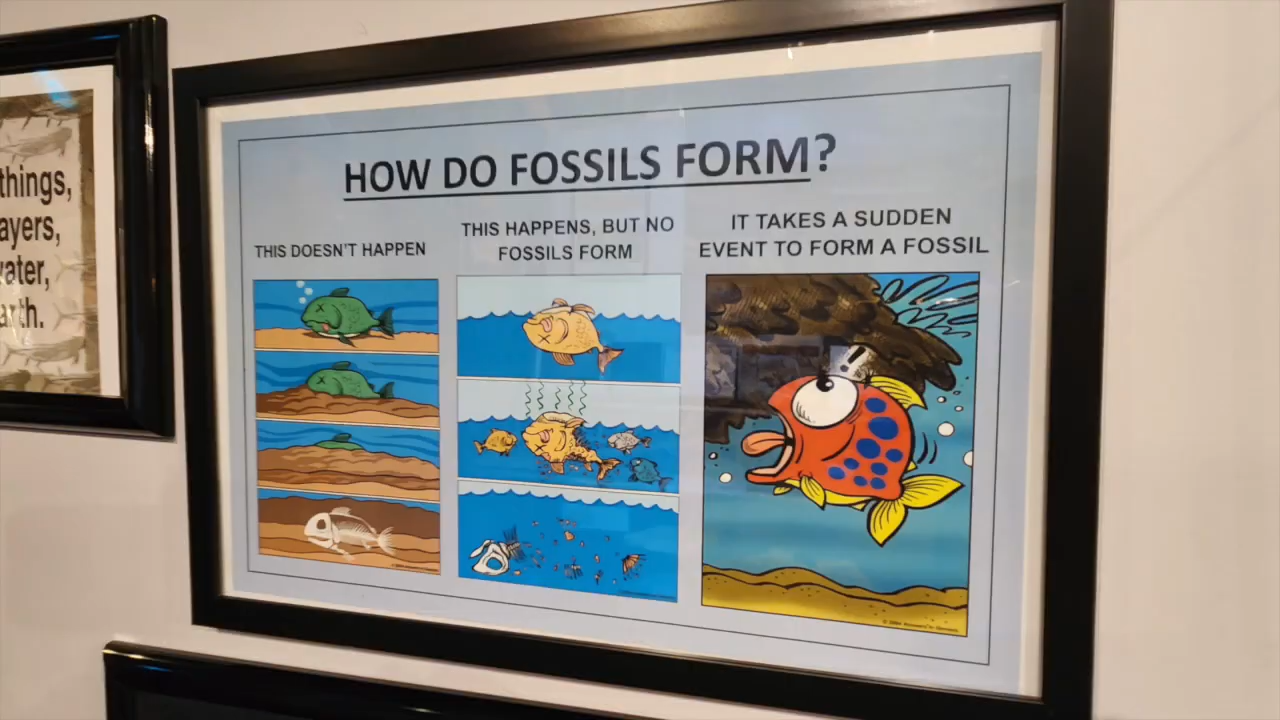 things,
ayers,
water,
arth.
HOW DO FOSSILS FORM?
THIS DOESN'T HAPPEN
THIS HAPPENS, BUT NO
FOSSILS FORM
IT TAKES A SUDDEN
EVENT TO FORM A FOSSIL
!